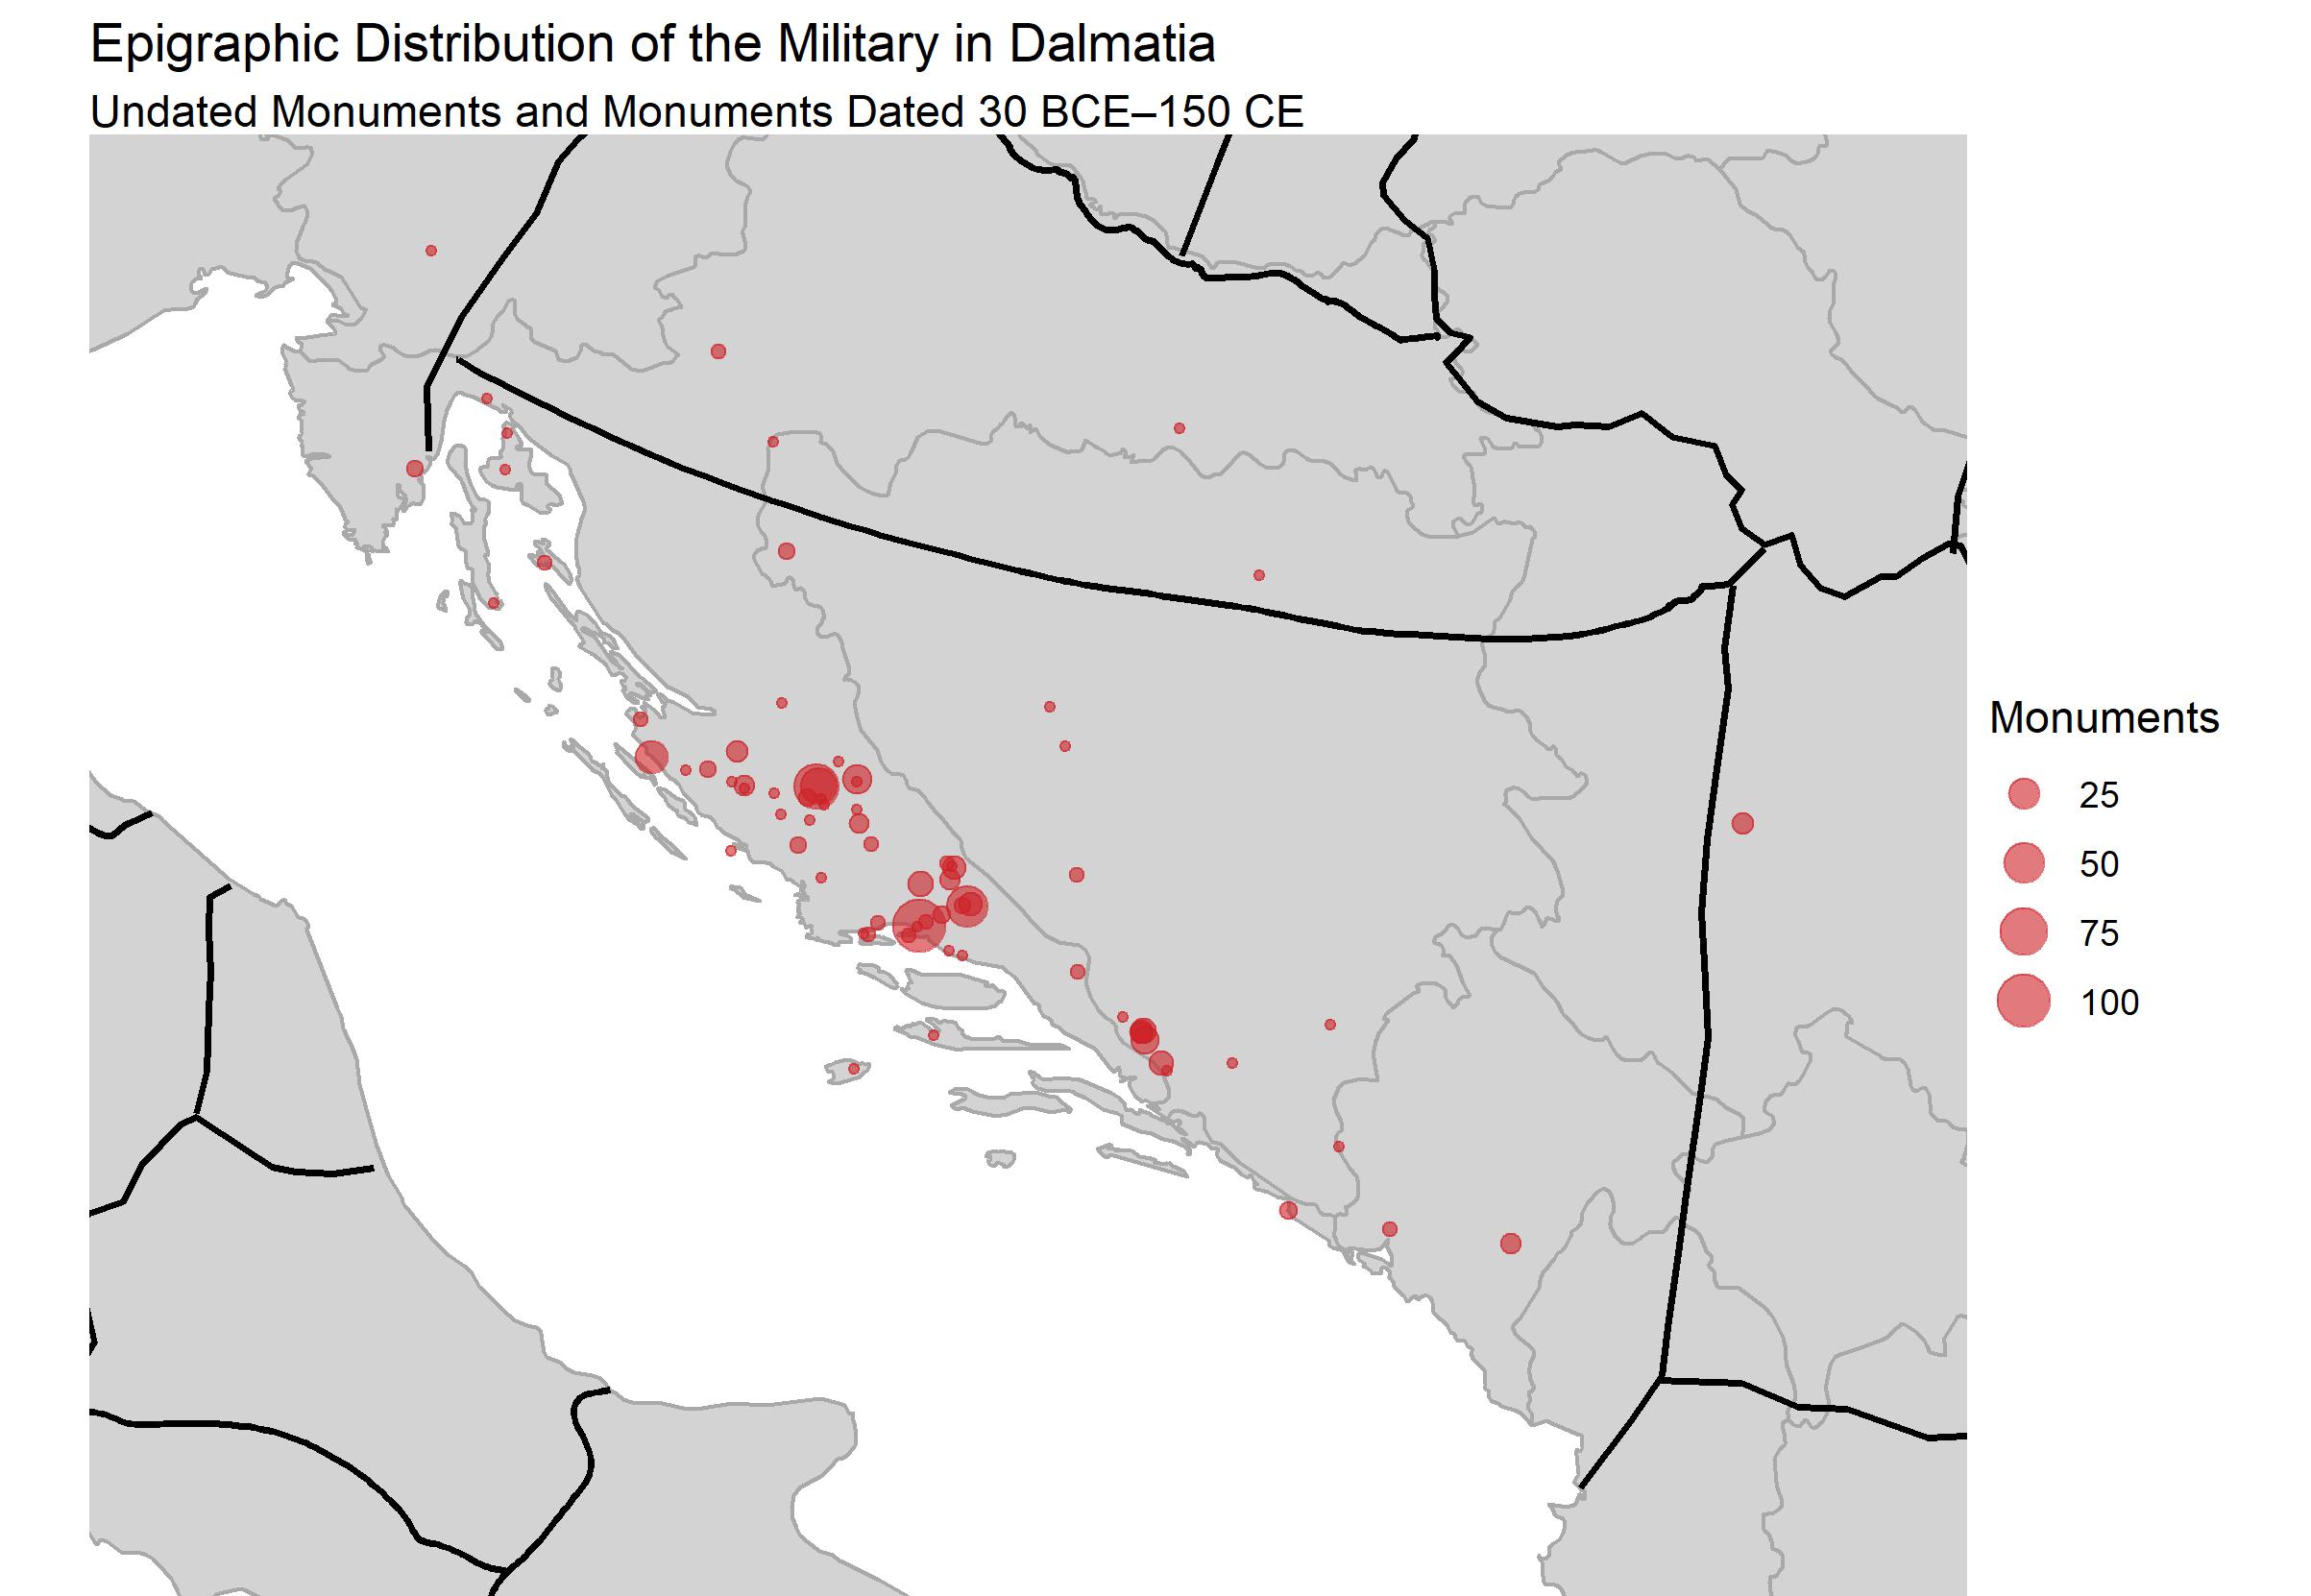 Epigraphic Distribution of the Military in Dalmatia
Undated Monuments and Monuments Dated 30 BCE–150 CE
Monuments
25
50
75
100